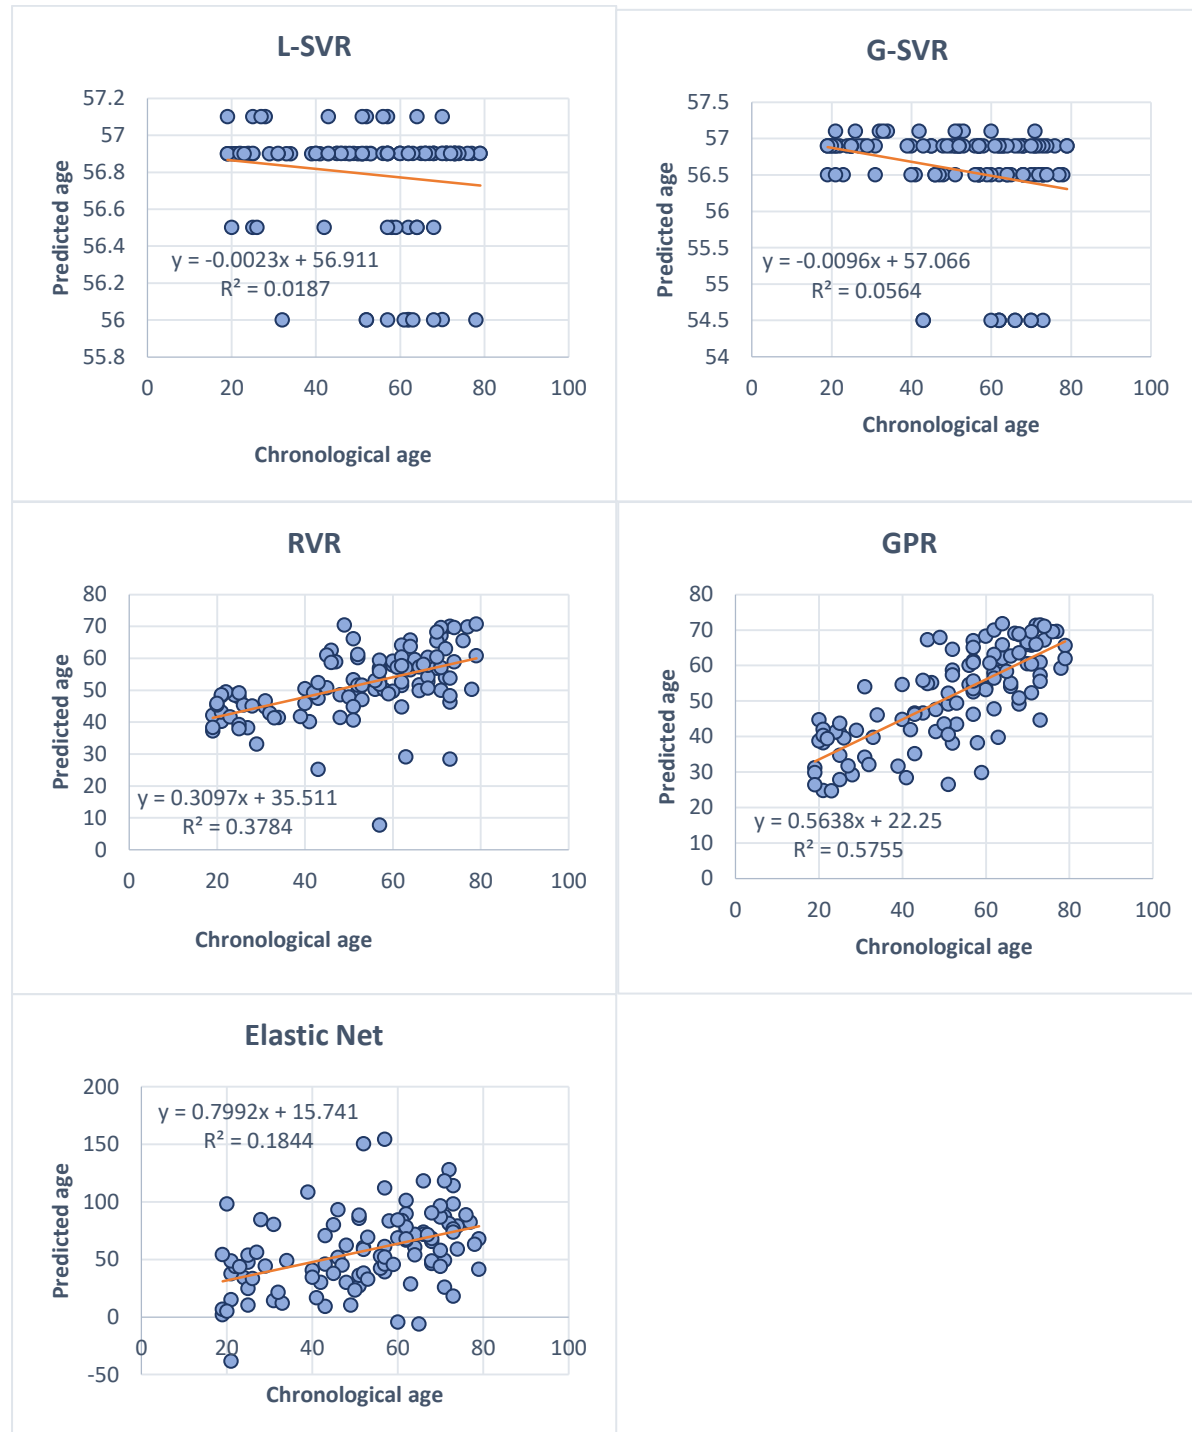 L-SVR
57.2
57
56.8
56.6
56.4
56.2
56
55.8
Predicted age
y = -0.0023x + 56.911
R² = 0.0187
0 20 40 60 80 100
Chronological age
G-SVR
57.5
57
56.5
56
55.5
55
54.5
54
Predicted age
y = -0.0096x + 57.066
R² = 0.0564
0 20 40 60 80 100
Chronological age
RVR
80
70
60
50
40
30
20
10
0
Predicted age
y = 0.3097x + 35.511
R² = 0.3784
0 20 40 60 80 100
Chronological age
GPR
80
70
60
50
40
30
20
10
0
Predicted age
y = 0.5638x + 22.25
R² = 0.5755
0 20 40 60 80 100
Chronological age
Elastic Net
200
150
100
50
0
-50
Predicted age
y = 0.7992x + 15.741
R² = 0.1844
0 20 40 60 80 100
Chronological age